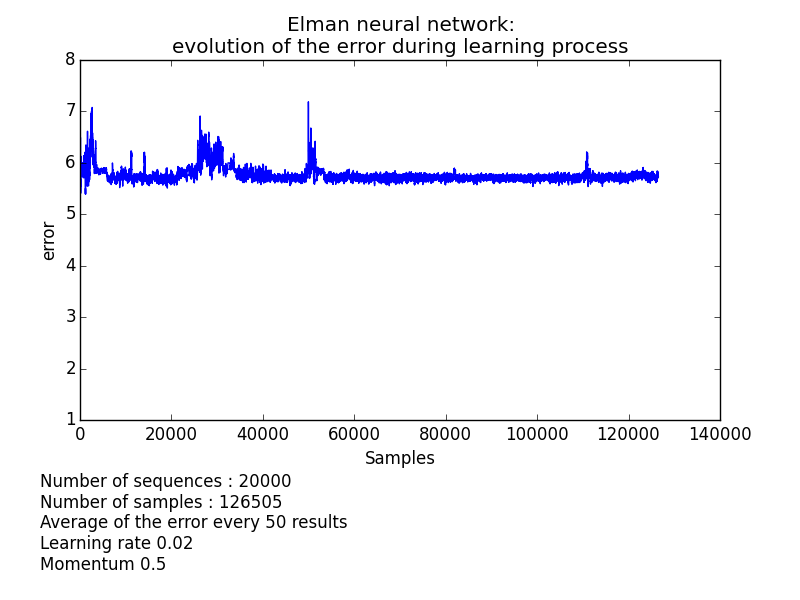 Elman neural network:
evolution of the error during learning process
8
7
6
5
4
3
2
1
error
0 20000 40000 60000 80000 100000 120000 140000
Samples
Number of sequences : 20000
Number of samples : 126505
Average of the error every 50 results
Learning rate 0.02
Momentum 0.5